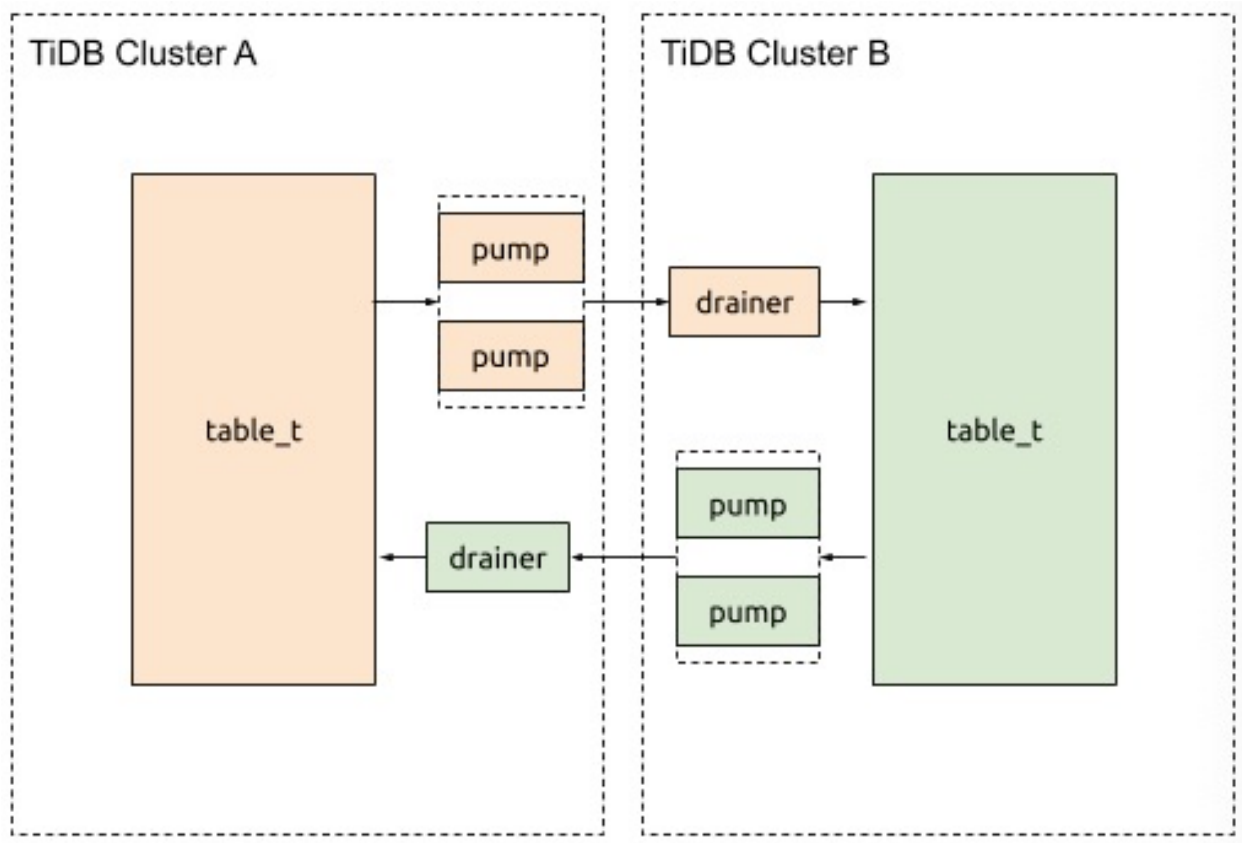 TiDB Cluster A
TiDB Cluster B
pump
pump
drainer
table_t
table_t
drainer
pump
pump